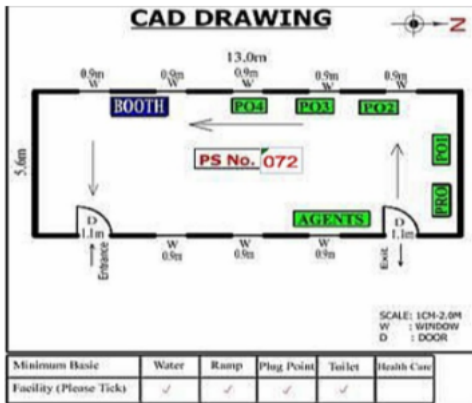 CAD DRAWING
N
13.0m
0.9m 0.9m 0.9m 0.9m 0.9m
W W W W W
BOOTH PO4 PO3 PO2
5.6m
PS No. 072
PO1
PRO
AGENTS
D D
1.1m 1.1m
W W W
0.9m 0.9m 0.9m
Entrance
Exit
SCALE: 1CM-2.0M
W : WINDOW
D : DOOR
Minimum Basic Water Ramp Plug Point Toilet Health Care
Facility (Please Tick) ✓ ✓ ✓ ✓